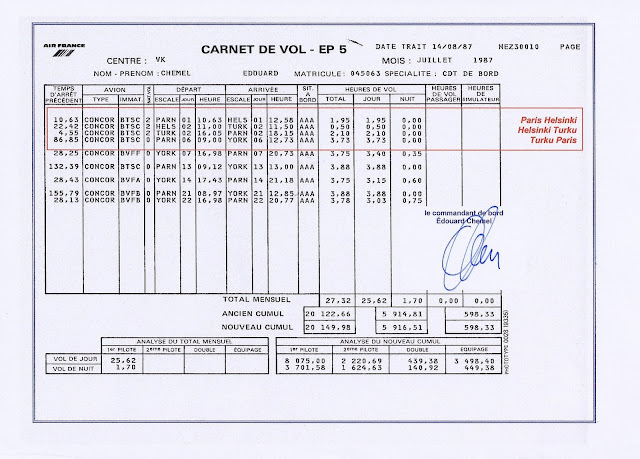 AIR FRANCE
CARNET DE VOL - EP 5 DATE TRAIT 14/08/87 NEZ30010 PAGE
CENTRE : VK MOIS : JUILLET 1987
NOM - PRENOM : CHEMEL EDOUARD MATRICULE : 045063 SPECIALITE : CDT DE BORD
TEMPS D'ARRÊT PRÉCÉDENT AVION DÉPART ARRIVÉE SIT. A BORD HEURES DE VOL HEURES DE VOL PASSAGER HEURES DE SIMULATEUR
TYPE IMMAT ESCALE JOUR HEURE ESCALE JOUR HEURE TOTAL JOUR NUIT
10,63 CONCOR BTSC 2 PARN 01 10,63 HELS 01 12,58 AAA 1,95 1,95 0,00 Paris Helsinki
22,42 CONCOR BTSC 2 HELS 02 11,00 TURK 02 11,50 AAA 0,50 0,50 0,00 Helsinki Turku
4,55 CONCOR BTSC 2 TURK 02 16,05 PARN 02 18,15 AAA 2,10 2,10 0,00 Turku Paris
86,85 CONCOR BTSC 0 PARN 06 09,00 YORK 06 12,73 AAA 3,73 3,73 0,00
28,25 CONCOR BVFF 0 YORK 07 16,98 PARN 07 20,73 AAA 3,75 3,40 0,35
132,39 CONCOR BTSC 0 PARN 13 09,12 YORK 13 13,00 AAA 3,88 3,88 0,00
28,43 CONCOR BVFA 0 YORK 14 17,43 PARN 14 21,18 AAA 3,75 3,15 0,60
155,79 CONCOR BVFB 0 PARN 21 08,97 YORK 21 12,85 AAA 3,88 3,88 0,00
28,13 CONCOR BVFB 0 YORK 22 16,98 PARN 22 20,77 AAA 3,78 3,03 0,75
le commandant de bord
Édouard Chemel
TOTAL MENSUEL 27,32 25,62 1,70 0,00 0,00
ANCIEN CUMUL 20 122,66 5 914,81 598,33
NOUVEAU CUMUL 20 149,98 5 916,51 598,33
ANALYSE DU TOTAL MENSUEL ANALYSE DU NOUVEAU CUMUL
1er PILOTE 2ème PILOTE DOUBLE ÉQUIPAGE 1er PILOTE 2ème PILOTE DOUBLE ÉQUIPAGE
VOL DE JOUR 25,62 8 075,00 2 220,69 439,38 3 498,40
VOL DE NUIT 1,70 3 701,58 1 624,63 140,92 449,38